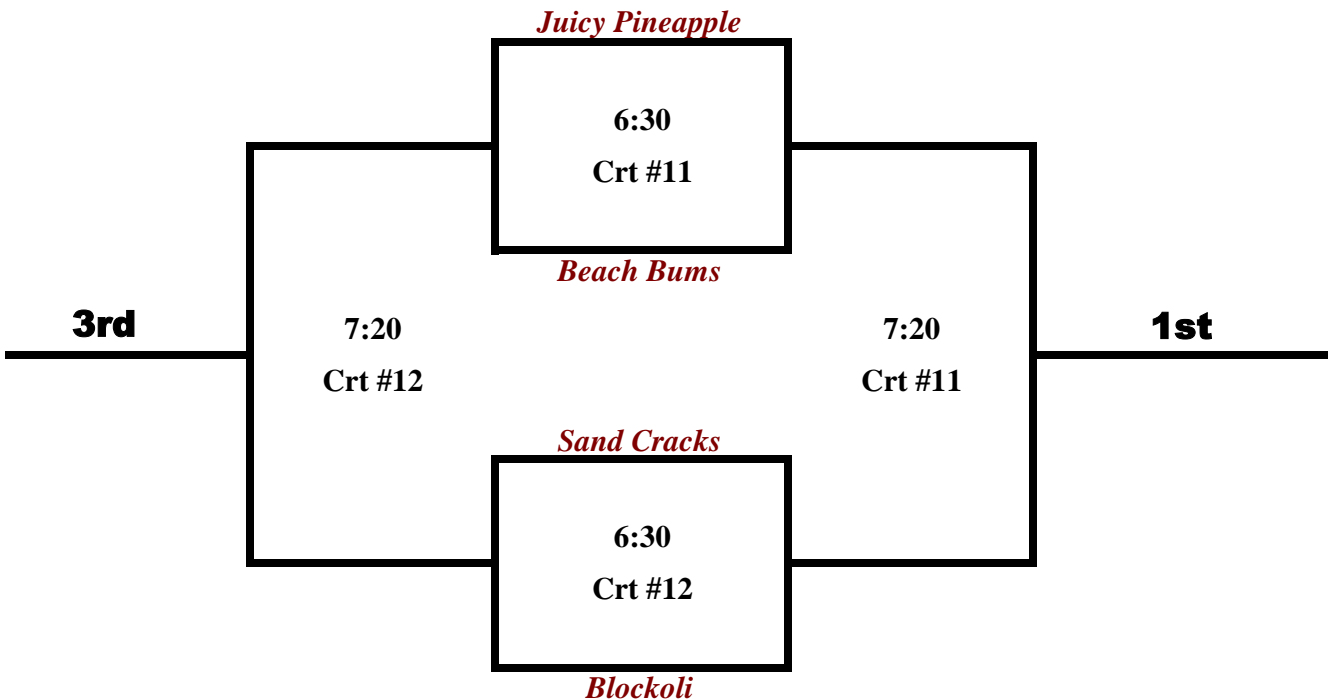 Juicy Pineapple
6:30
Crt #11
Beach Bums
3rd
7:20
Crt #12
7:20
Crt #11
1st
Sand Cracks
6:30
Crt #12
Blockoli